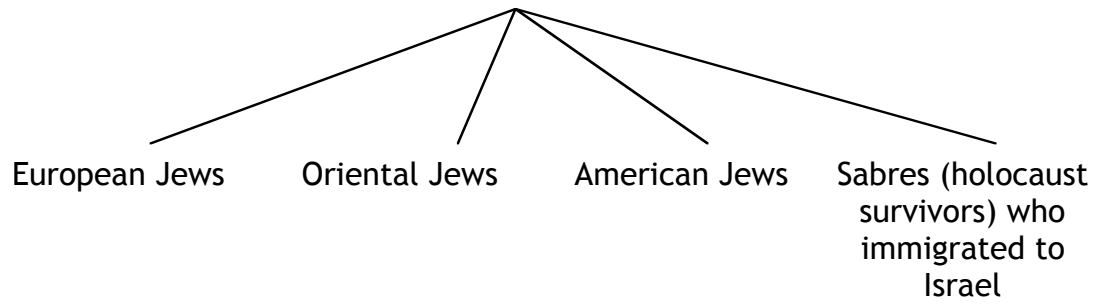 European Jews
Oriental Jews
American Jews
Sabres (holocaust
survivors) who
immigrated to
Israel